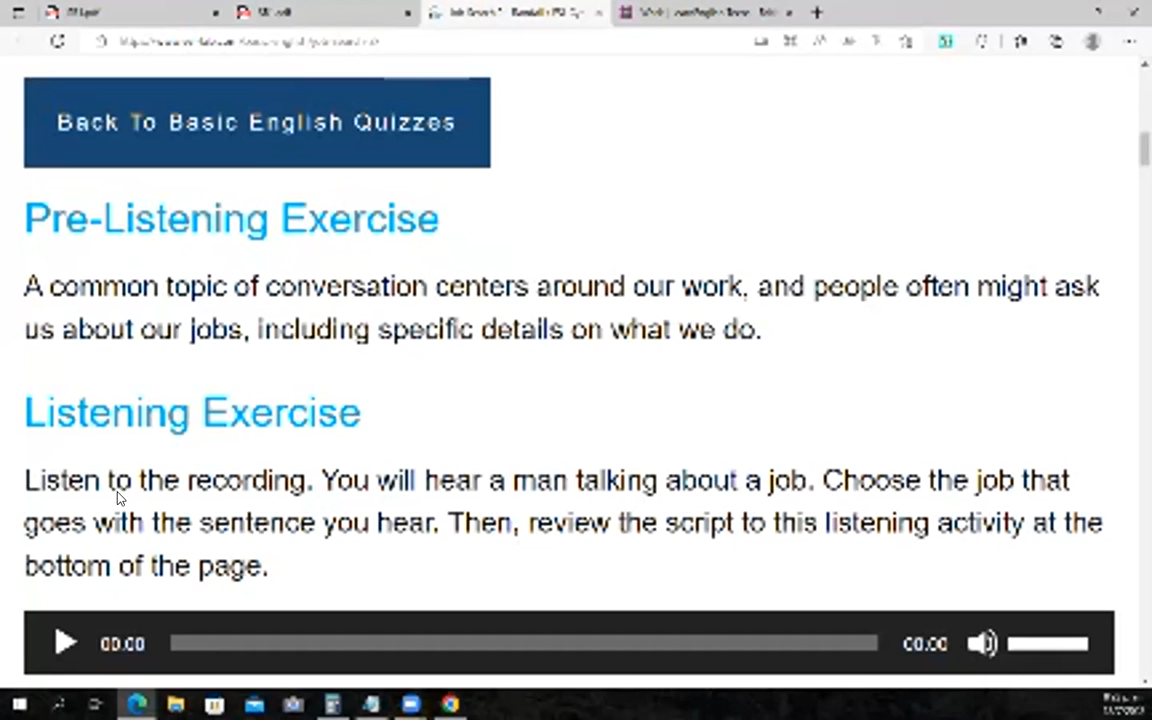 Back To Basic English Quizzes
Pre-Listening Exercise
A common topic of conversation centers around our work, and people often might ask
us about our jobs, including specific details on what we do.
Listening Exercise
Listen to the recording. You will hear a man talking about a job. Choose the job that
goes with the sentence you hear. Then, review the script to this listening activity at the
bottom of the page.
00:00
00:00